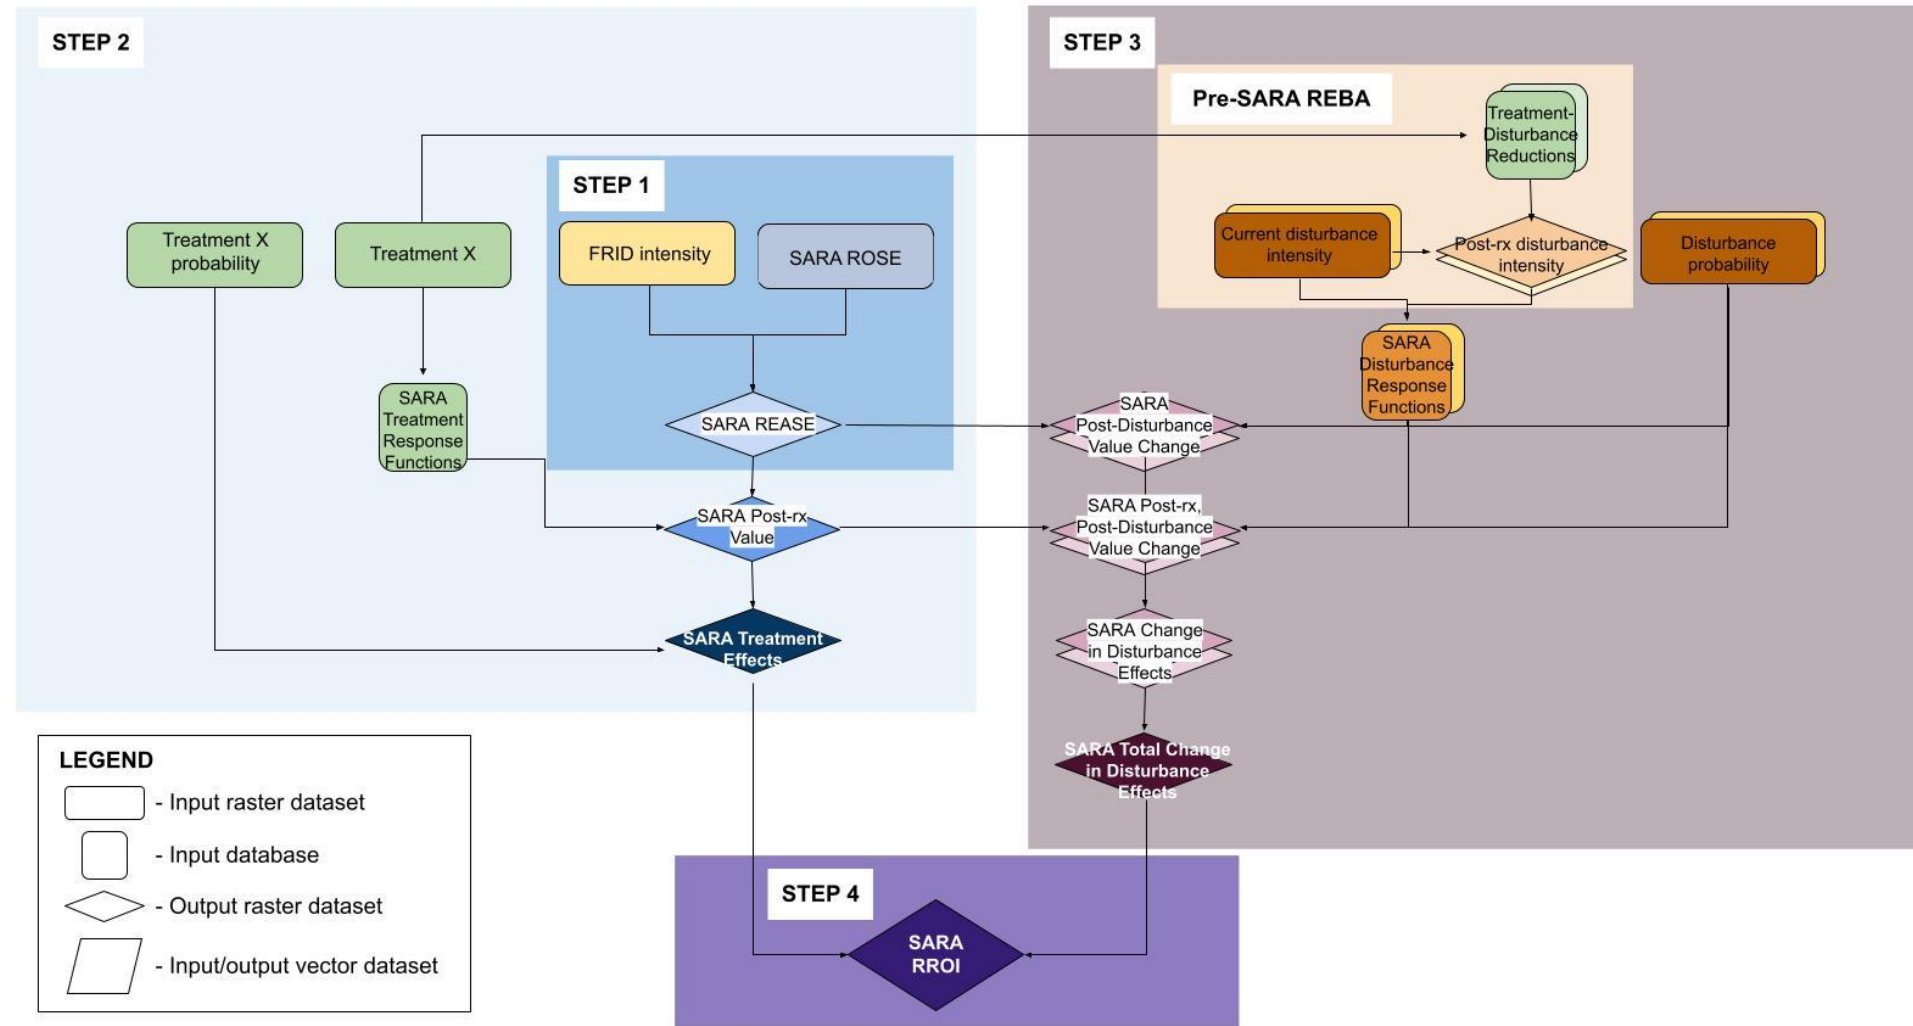 STEP 2
STEP 3
Pre-SARA REBA
Treatment-
Disturbance
Reductions
STEP 1
Treatment X
probability
Treatment X
FRID intensity
SARA ROSE
Current disturbance
intensity
Post-rx disturbance
intensity
Disturbance
probability
SARA
Treatment
Response
Functions
SARA REASE
SARA
Post-Disturbance
Value Change
SARA
Disturbance
Response
Functions
SARA Post-rx
Value
SARA Post-rx,
Post-Disturbance
Value Change
SARA Treatment
Effects
SARA Change
in Disturbance
Effects
SARA Total Change
in Disturbance
Effects
LEGEND
- Input raster dataset
- Input database
- Output raster dataset
- Input/output vector dataset
STEP 4
SARA
RROI